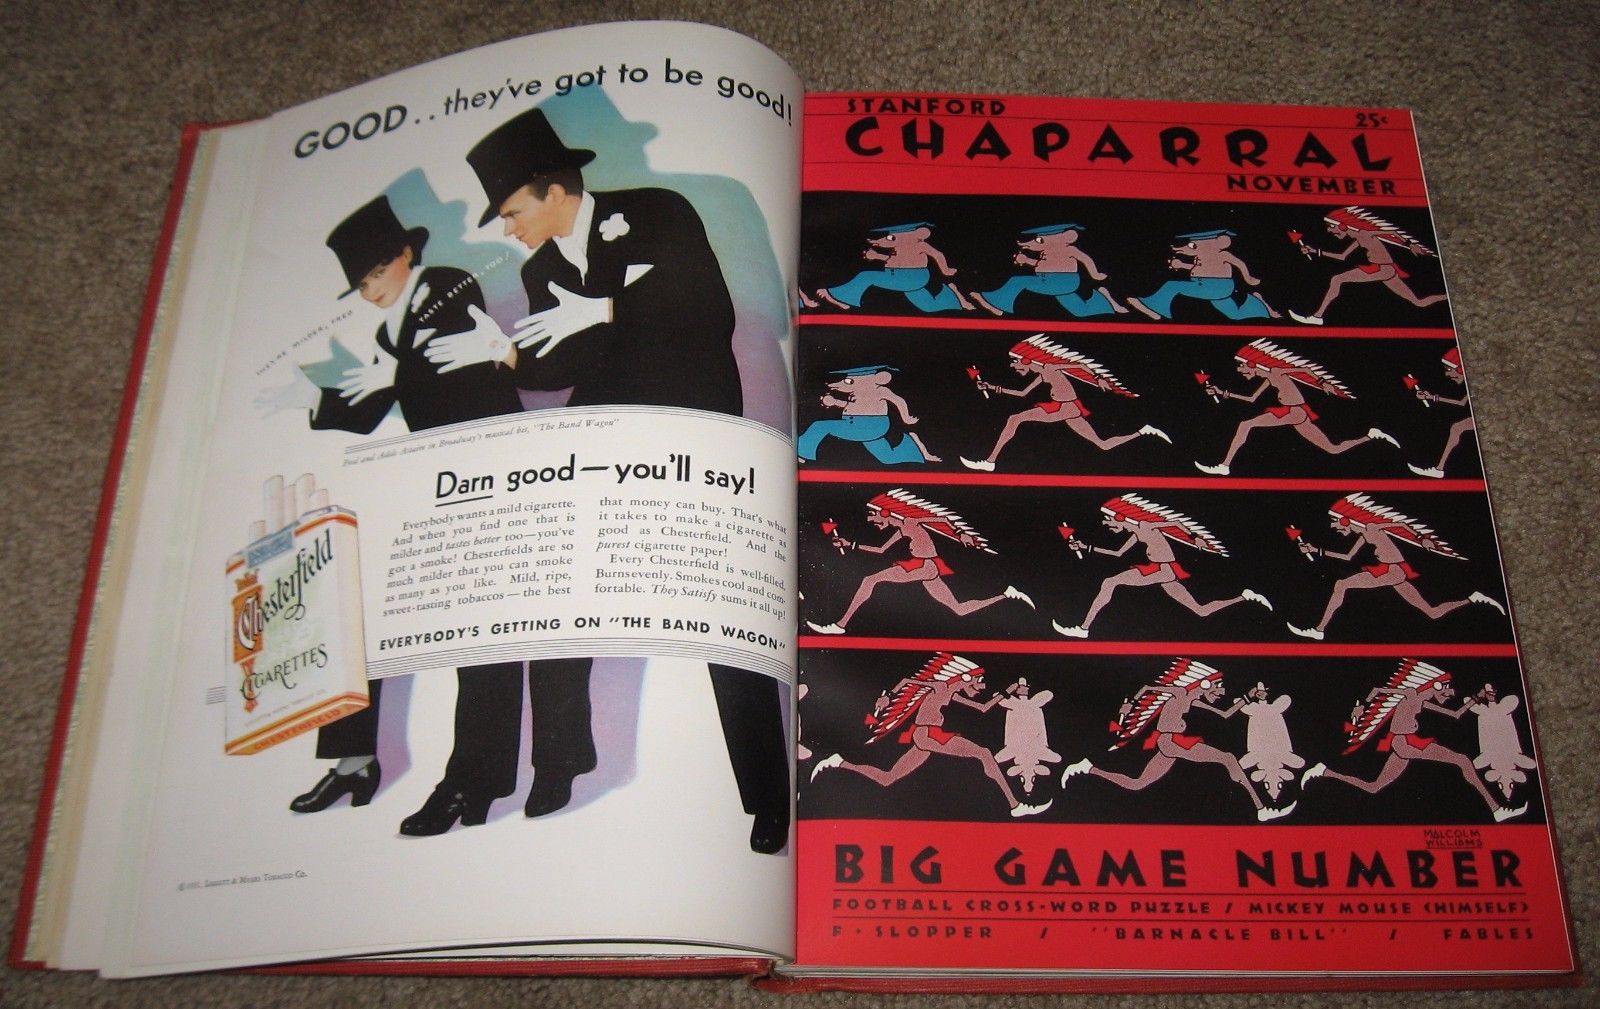 GOOD.. they've got to be good!
THEY'RE MILDER, FRED
TASTE BETTER, TOO!
Fred and Adele Astaire in Broadway's musical hit, "The Band Wagon"
Darn good—you'll say!
Everybody wants a mild cigarette.
And when you find one that is
milder and tastes better too—you've
got a smoke! Chesterfields are so
much milder that you can smoke
as many as you like. Mild, ripe,
sweet-tasting tobaccos—the best
that money can buy. That's what
it takes to make a cigarette as
good as Chesterfield. And the
purest cigarette paper!
Every Chesterfield is well-filled.
Burns evenly. Smokes cool and com-
fortable. They Satisfy sums it all up!
EVERYBODY'S GETTING ON "THE BAND WAGON"
Chesterfield
CIGARETTES
CHESTERFIELD
LIGGETT & MYERS TOBACCO CO.
STANFORD
25¢
CHAPARRAL
NOVEMBER
MALCOLM
WILLIAMS
BIG GAME NUMBER
FOOTBALL CROSS-WORD PUZZLE / MICKEY MOUSE (HIMSELF)
F·SLOPPER / "BARNACLE BILL" / FABLES